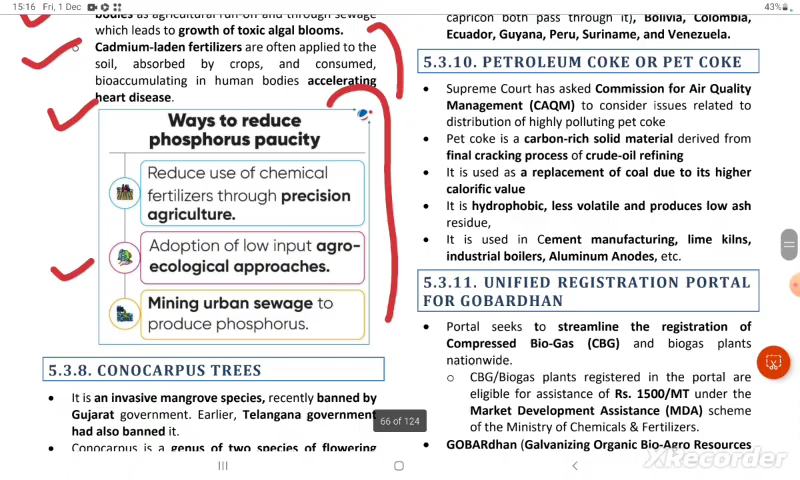 15:16 Fri, 1 Dec
43%
bodies as agricultural run-off and through sewage
which leads to growth of toxic algal blooms.
o Cadmium-laden fertilizers are often applied to the
soil, absorbed by crops, and consumed,
bioaccumulating in human bodies accelerating
heart disease.
Ways to reduce
phosphorus paucity
Reduce use of chemical
fertilizers through precision
agriculture.
Adoption of low input agro-
ecological approaches.
Mining urban sewage to
produce phosphorus.
5.3.8. CONOCARPUS TREES
• It is an invasive mangrove species, recently banned by
Gujarat government. Earlier, Telangana government
had also banned it.
• Conocarpus is a genus of two species of flowering
66 of 124
capricon both pass through it), Bolivia, Colombia,
Ecuador, Guyana, Peru, Suriname, and Venezuela.
5.3.10. PETROLEUM COKE OR PET COKE
• Supreme Court has asked Commission for Air Quality
Management (CAQM) to consider issues related to
distribution of highly polluting pet coke
• Pet coke is a carbon-rich solid material derived from
final cracking process of crude-oil refining
• It is used as a replacement of coal due to its higher
calorific value
• It is hydrophobic, less volatile and produces low ash
residue,
• It is used in Cement manufacturing, lime kilns,
industrial boilers, Aluminum Anodes, etc.
5.3.11. UNIFIED REGISTRATION PORTAL
FOR GOBARDHAN
• Portal seeks to streamline the registration of
Compressed Bio-Gas (CBG) and biogas plants
nationwide.
o CBG/Biogas plants registered in the portal are
eligible for assistance of Rs. 1500/MT under the
Market Development Assistance (MDA) scheme
of the Ministry of Chemicals & Fertilizers.
• GOBARdhan (Galvanizing Organic Bio-Agro Resources
XRecorder